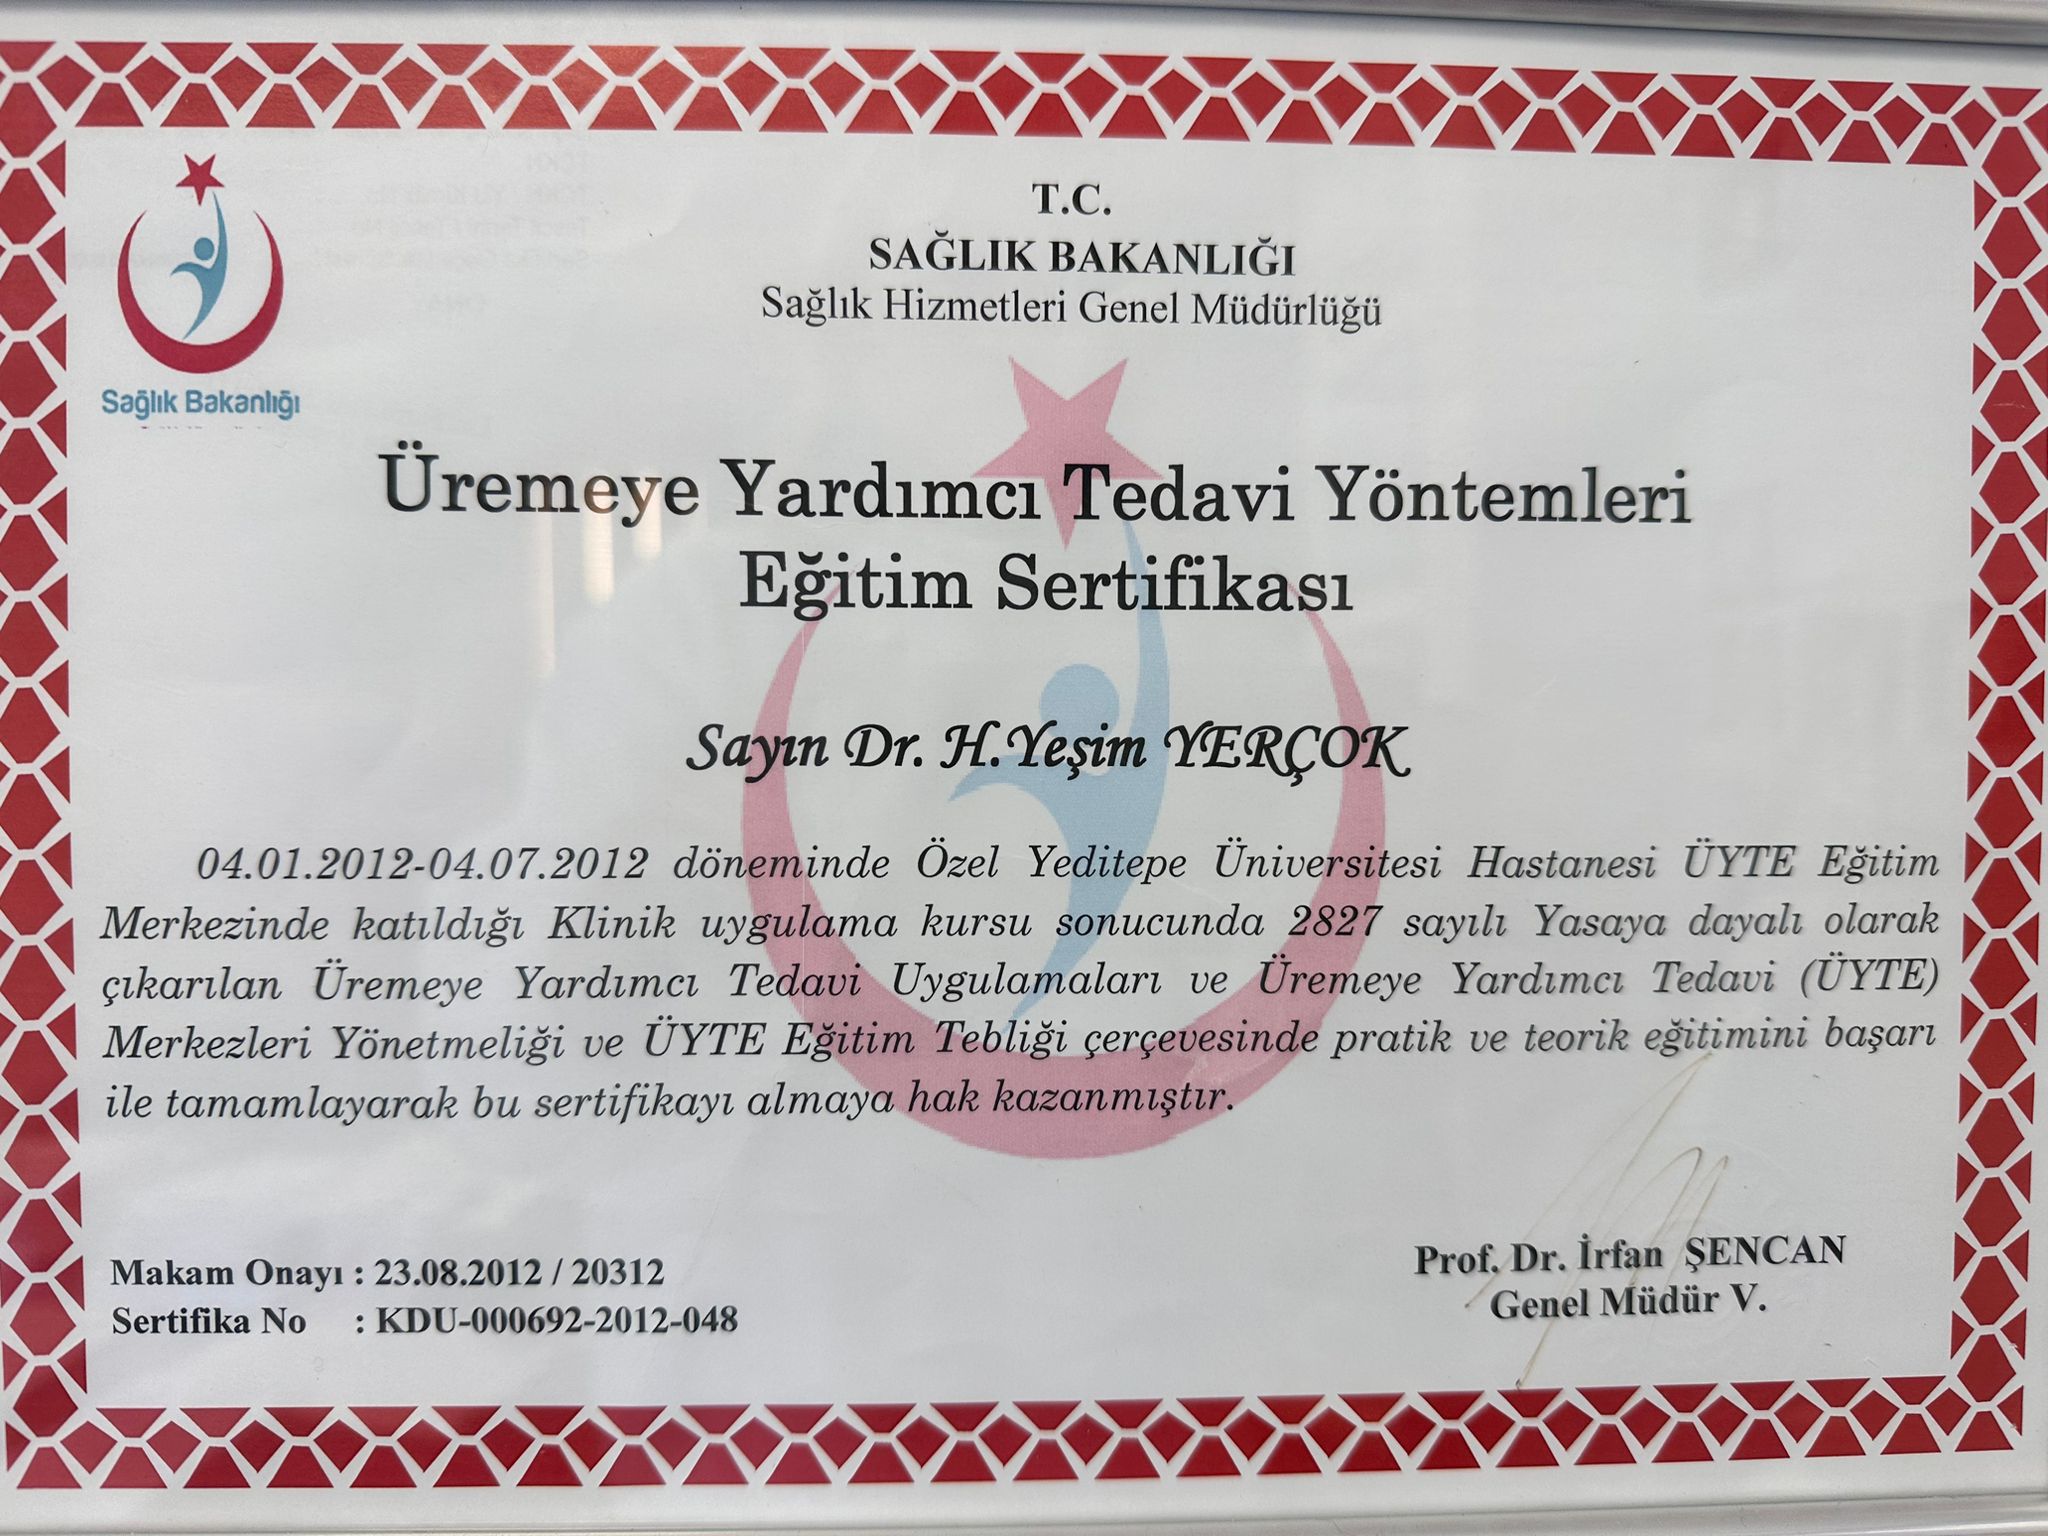 Sağlık Bakanlığı
T.C.
SAĞLIK BAKANLIĞI
Sağlık Hizmetleri Genel Müdürlüğü
Üremeye Yardımcı Tedavi Yöntemleri
Eğitim Sertifikası
Sayın Dr. H.Yeşim YERÇOK
04.01.2012-04.07.2012 döneminde Özel Yeditepe Üniversitesi Hastanesi ÜYTE Eğitim
Merkezinde katıldığı Klinik uygulama kursu sonucunda 2827 sayılı Yasaya dayalı olarak
çıkarılan Üremeye Yardımcı Tedavi Uygulamaları ve Üremeye Yardımcı Tedavi (ÜYTE)
Merkezleri Yönetmeliği ve ÜYTE Eğitim Tebliği çerçevesinde pratik ve teorik eğitimini başarı
ile tamamlayarak bu sertifikayı almaya hak kazanmıştır.
Makam Onayı : 23.08.2012 / 20312
Sertifika No : KDU-000692-2012-048
Prof. Dr. İrfan ŞENCAN
Genel Müdür V.